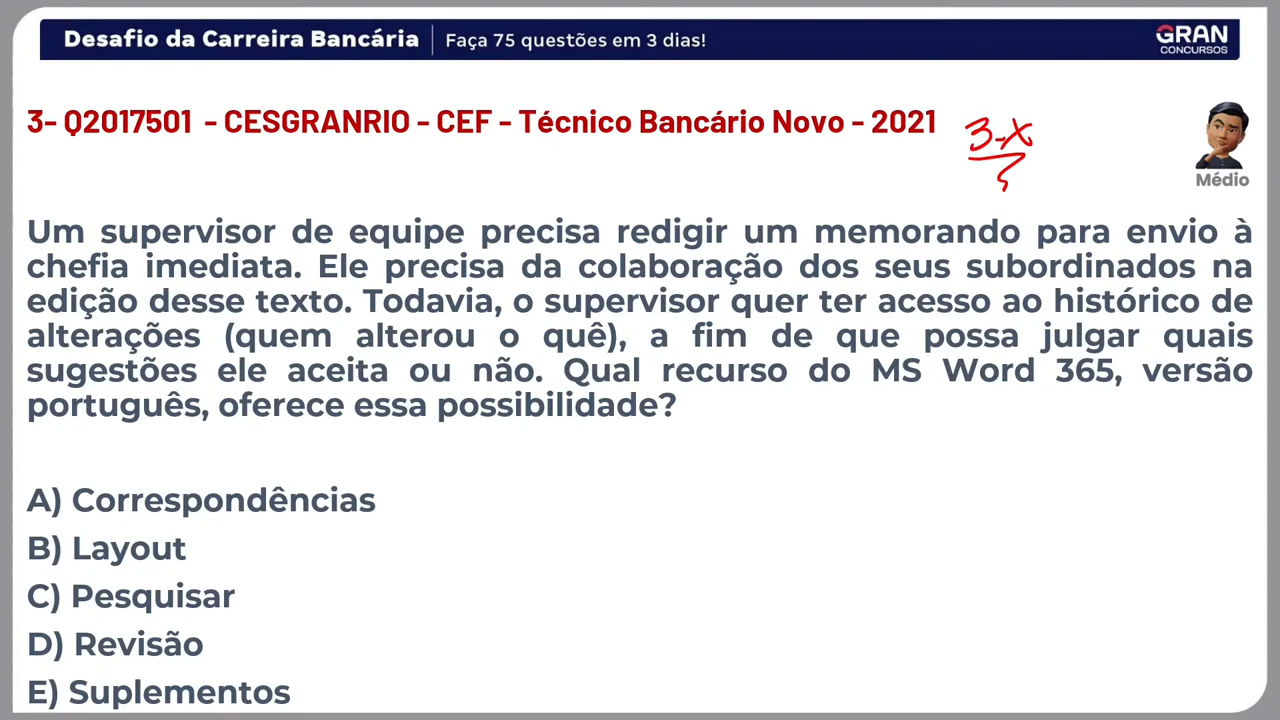 Desafio da Carreira Bancária | Faça 75 questões em 3 dias!
GRAN
CONCURSOS
3- Q2017501 - CESGRANRIO - CEF - Técnico Bancário Novo - 2021
3-X
Médio
Um supervisor de equipe precisa redigir um memorando para envio à
chefia imediata. Ele precisa da colaboração dos seus subordinados na
edição desse texto. Todavia, o supervisor quer ter acesso ao histórico de
alterações (quem alterou o quê), a fim de que possa julgar quais
sugestões ele aceita ou não. Qual recurso do MS Word 365, versão
português, oferece essa possibilidade?
A) Correspondências
B) Layout
C) Pesquisar
D) Revisão
E) Suplementos